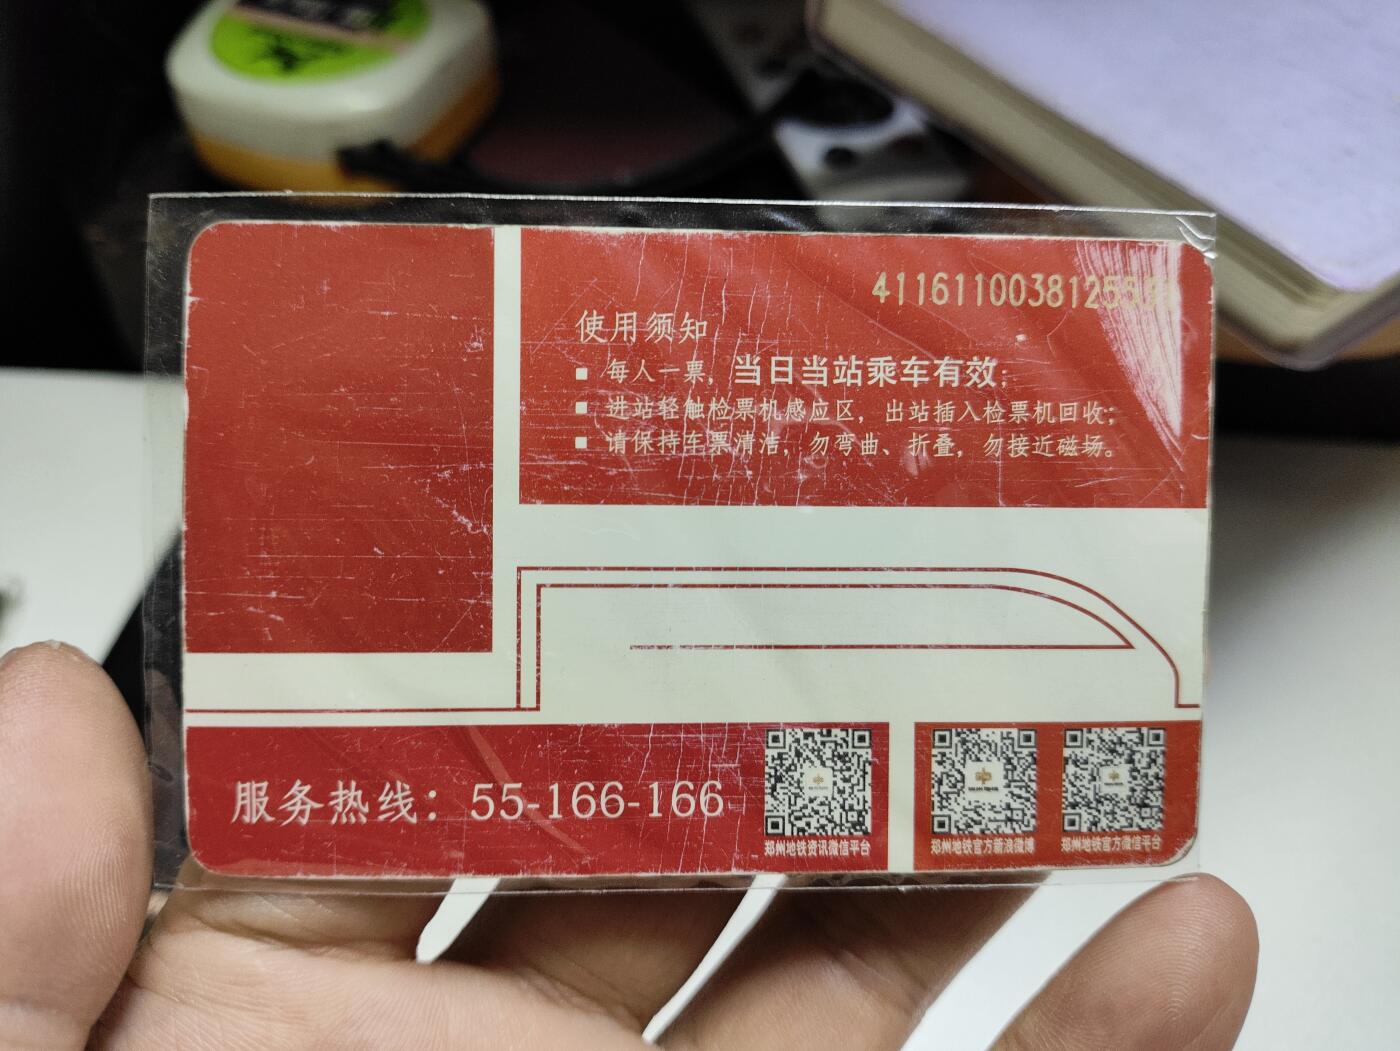 41161100381255
使用须知
■ 每人一票，当日当站乘车有效；
■ 进站轻触检票机感应区，出站插入检票机回收；
■ 请保持车票清洁，勿弯曲、折叠，勿接近磁场。
服务热线：55-166-166
郑州地铁资讯微信平台
郑州地铁官方新浪微博
郑州地铁官方微信平台